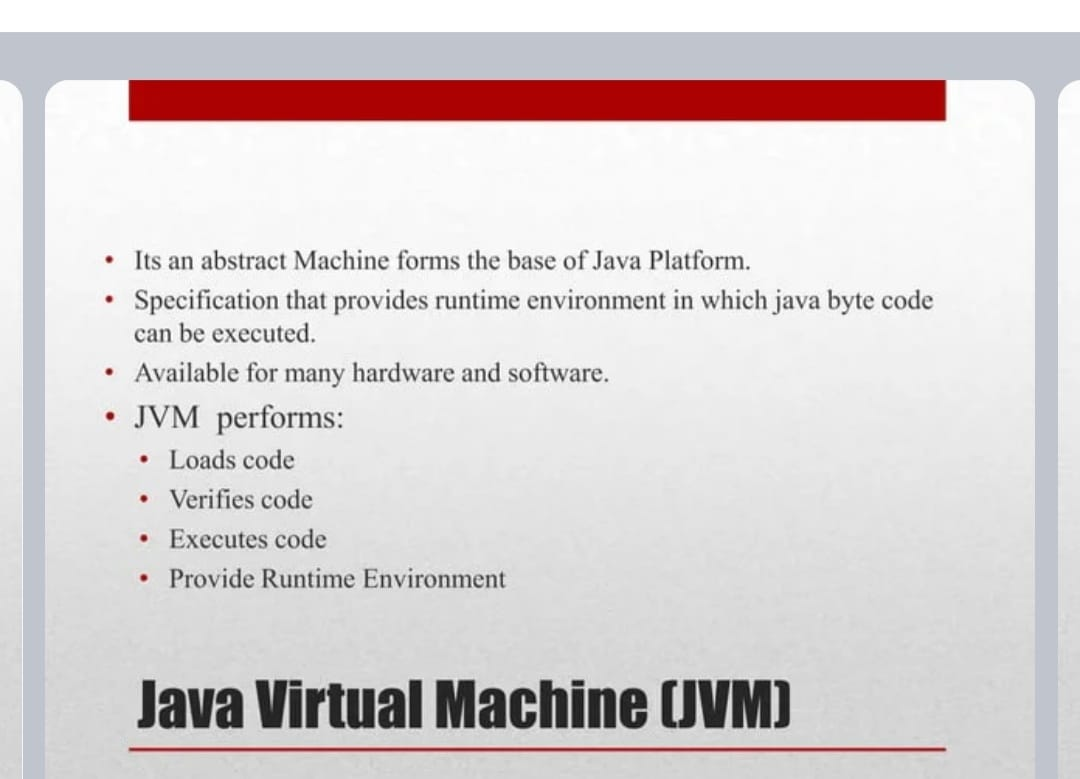 Its an abstract Machine forms the base of Java Platform.
Specification that provides runtime environment in which java byte code
can be executed.
Available for many hardware and software.
JVM performs:
Loads code
Verifies code
Executes code
Provide Runtime Environment
Java Virtual Machine (JVM)